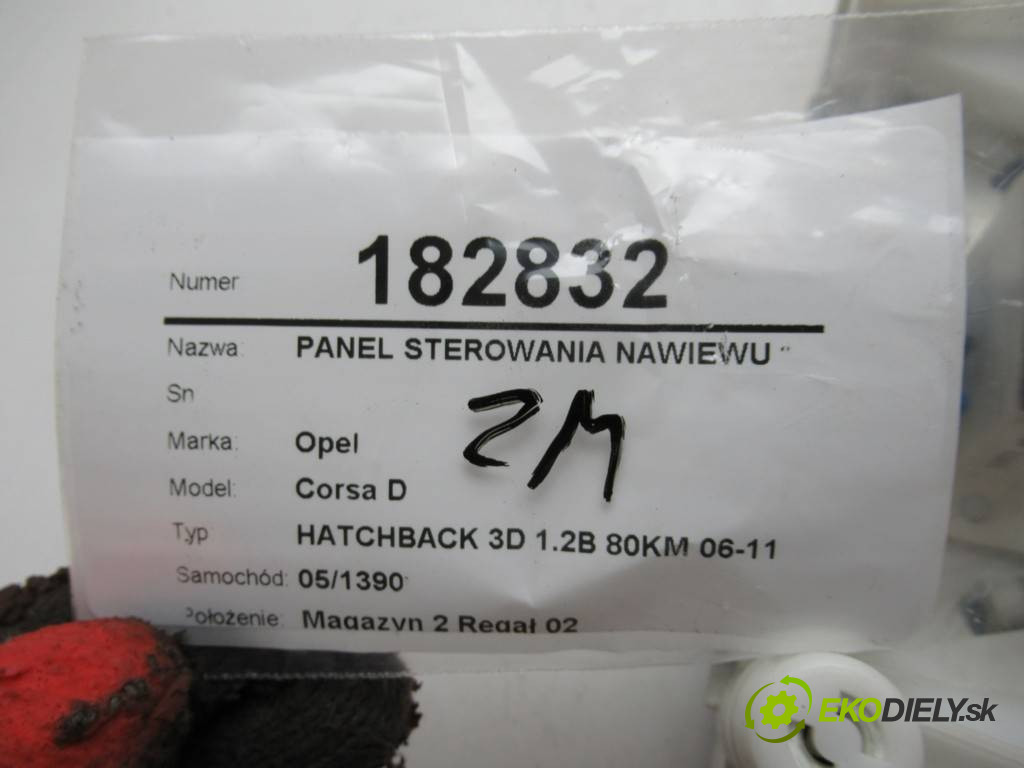 Numer 182832
Nazwa: PANEL STEROWANIA NAWIEWU
Sn
ZM
Marka: Opel
Model: Corsa D
Typ HATCHBACK 3D 1.2B 80KM 06-11
Samochód: 05/1390
Położenie: Magazyn 2 Regał 02
EKODIELY.sk